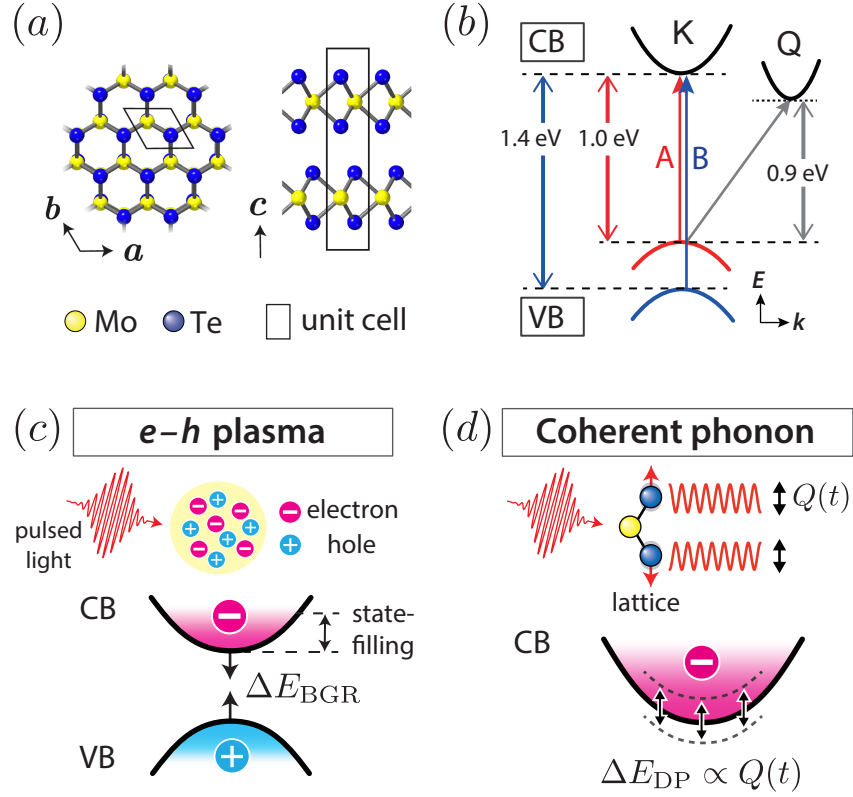 (a)
b
a
c
Mo
Te
unit cell
(b)
CB
K
Q
1.4 eV
1.0 eV
A
B
0.9 eV
VB
E
k
(c)
e–h plasma
pulsed
light
− electron
+ hole
CB
−
state-
filling
ΔE_BGR
VB
+
(d)
Coherent phonon
Q(t)
lattice
CB
−
ΔE_DP ∝ Q(t)